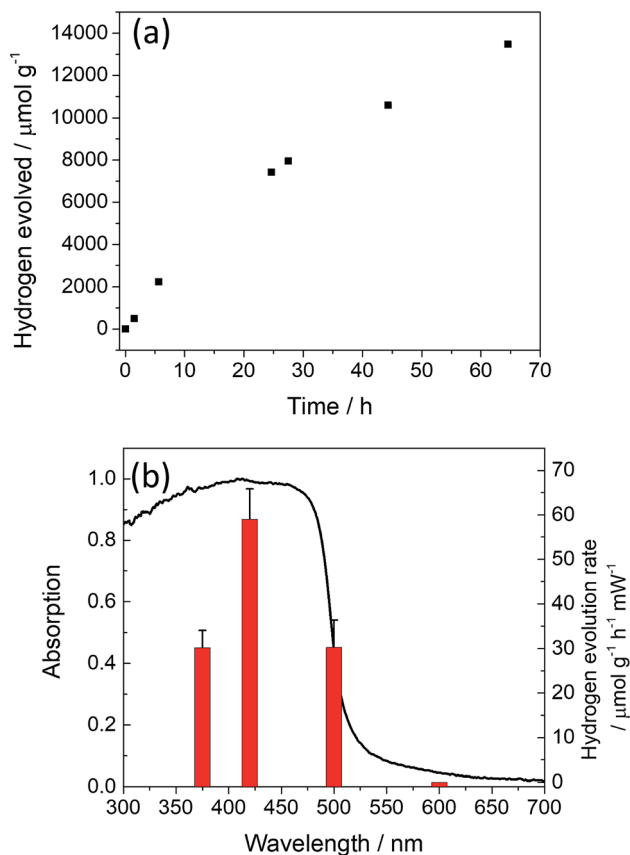 (a)
Hydrogen evolved / μmol g⁻¹
14000
12000
10000
8000
6000
4000
2000
0
0 10 20 30 40 50 60 70
Time / h
(b)
Absorption
1.0
0.8
0.6
0.4
0.2
0.0
70
60
50
40
30
20
10
0
Hydrogen evolution rate
/ μmol g⁻¹ h⁻¹ mW⁻¹
300 350 400 450 500 550 600 650 700
Wavelength / nm